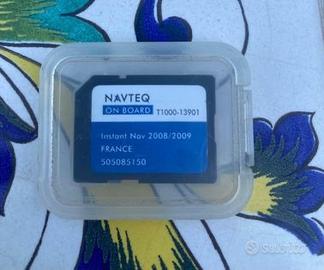 NAVTEQ
ON BOARD T1000-13901
Instant Nav 2008/2009
FRANCE
505085150
subito